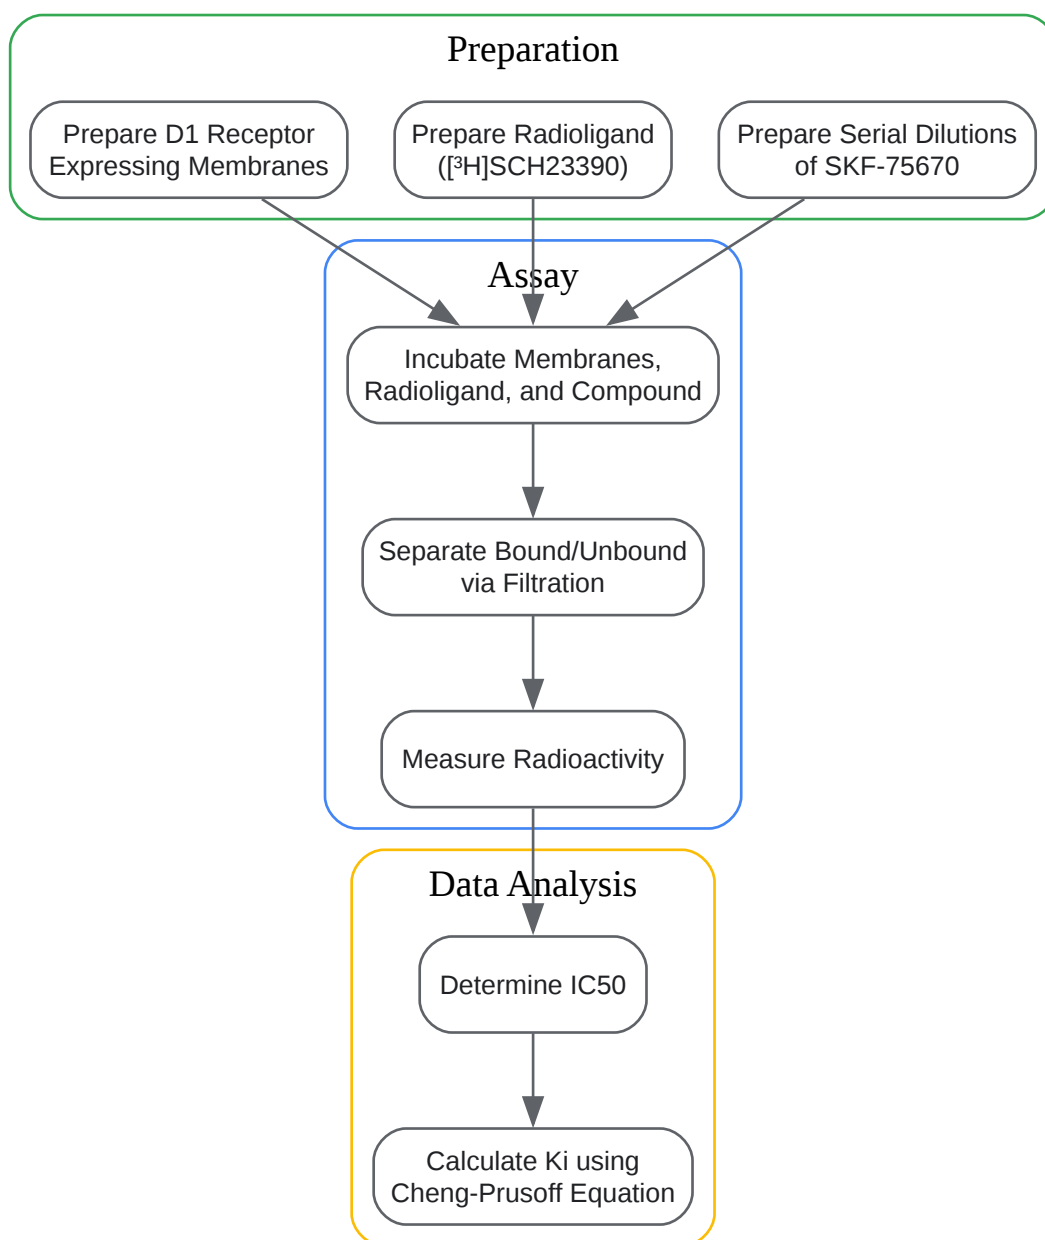 Preparation
Prepare D1 Receptor
Expressing Membranes
Prepare Radioligand
([³H]SCH23390)
Prepare Serial Dilutions
of SKF-75670
Assay
Incubate Membranes,
Radioligand, and Compound
Separate Bound/Unbound
via Filtration
Measure Radioactivity
Data Analysis
Determine IC50
Calculate Ki using
Cheng-Prusoff Equation